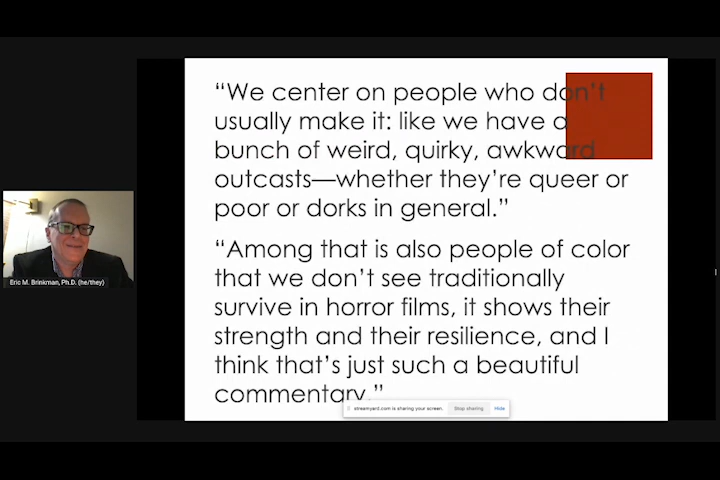 “We center on people who don’t
usually make it: like we have a
bunch of weird, quirky, awkward
outcasts—whether they’re queer or
poor or dorks in general.”
“Among that is also people of color
that we don’t see traditionally
survive in horror films, it shows their
strength and their resilience, and I
think that’s just such a beautiful
commentary.”
Eric M. Brinkman, Ph.D. (he/they)
streamyard.com is sharing your screen.
Stop sharing
Hide